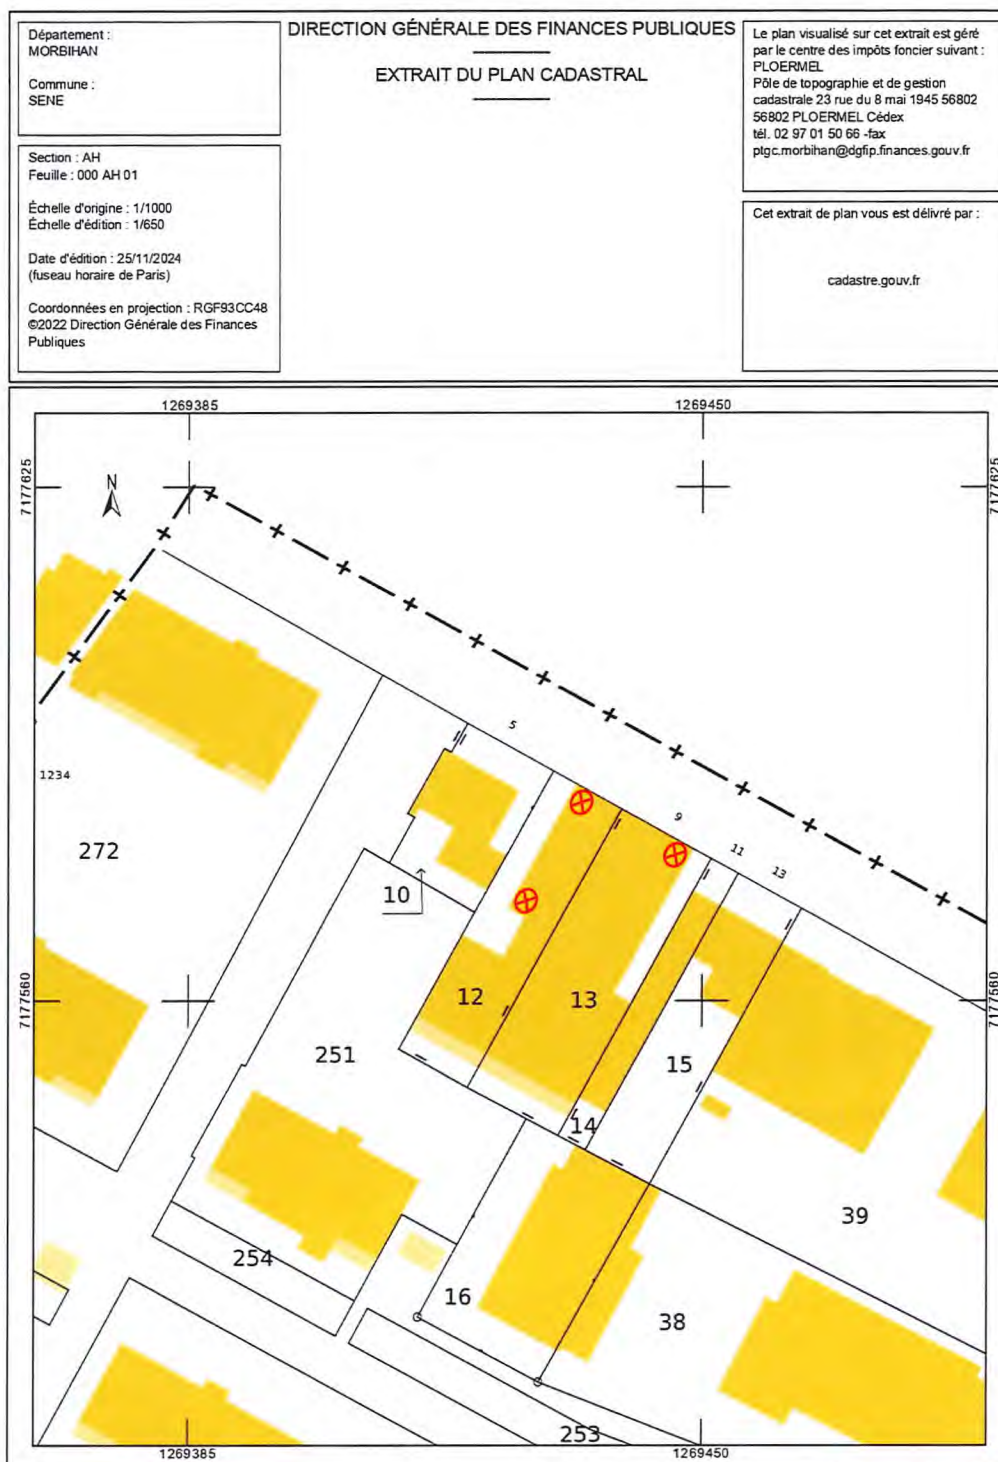 Département :
MORBIHAN
Commune :
SENE
Section : AH
Feuille : 000 AH 01
Échelle d'origine : 1/1000
Échelle d'édition : 1/650
Date d'édition : 25/11/2024
(fuseau horaire de Paris)
Coordonnées en projection : RGF93CC48
©2022 Direction Générale des Finances
Publiques
DIRECTION GÉNÉRALE DES FINANCES PUBLIQUES
EXTRAIT DU PLAN CADASTRAL
Le plan visualisé sur cet extrait est géré
par le centre des impôts foncier suivant :
PLOERMEL
Pôle de topographie et de gestion
cadastrale 23 rue du 8 mai 1945 56802
56802 PLOERMEL Cédex
tél. 02 97 01 50 66 -fax
ptgc.morbihan@dgfip.finances.gouv.fr
Cet extrait de plan vous est délivré par :
cadastre.gouv.fr
1269385
1269450
7177625
7177625
N
5
1234
9
11
13
272
10
7177560
12
13
7177560
251
15
14
39
254
16
38
253
1269385
1269450